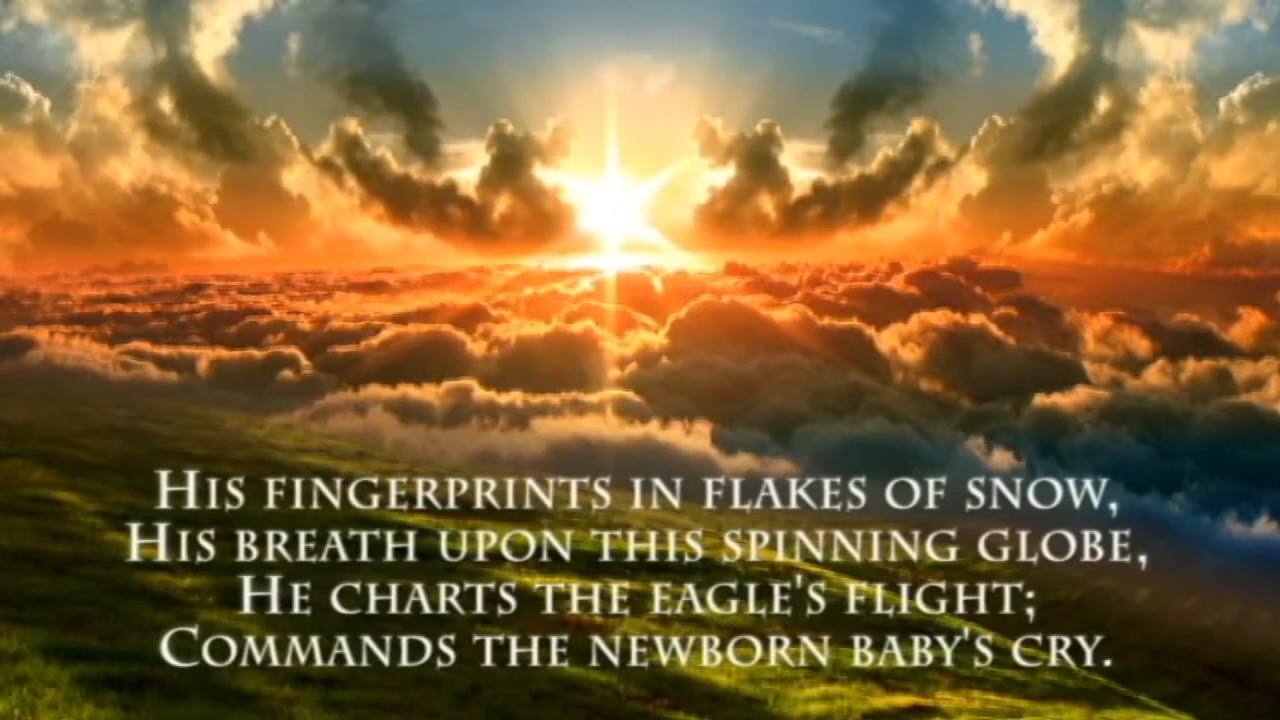 His fingerprints in flakes of snow,
His breath upon this spinning globe,
He charts the eagle's flight;
Commands the newborn baby's cry.